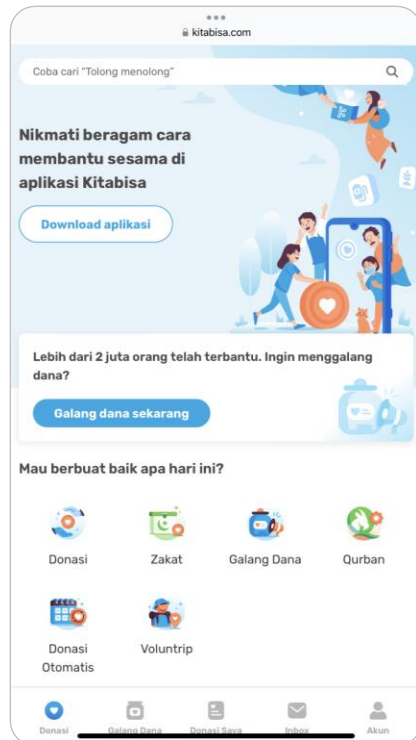 kitabisa.com
Coba cari "Tolong menolong"
Nikmati beragam cara
membantu sesama di
aplikasi Kitabisa
Download aplikasi
Lebih dari 2 juta orang telah terbantu. Ingin menggalang
dana?
Galang dana sekarang
Mau berbuat baik apa hari ini?
Donasi Zakat Galang Dana Qurban
Donasi Voluntrip
Otomatis
Donasi Galang Dana Donasi Saya Inbox Akun